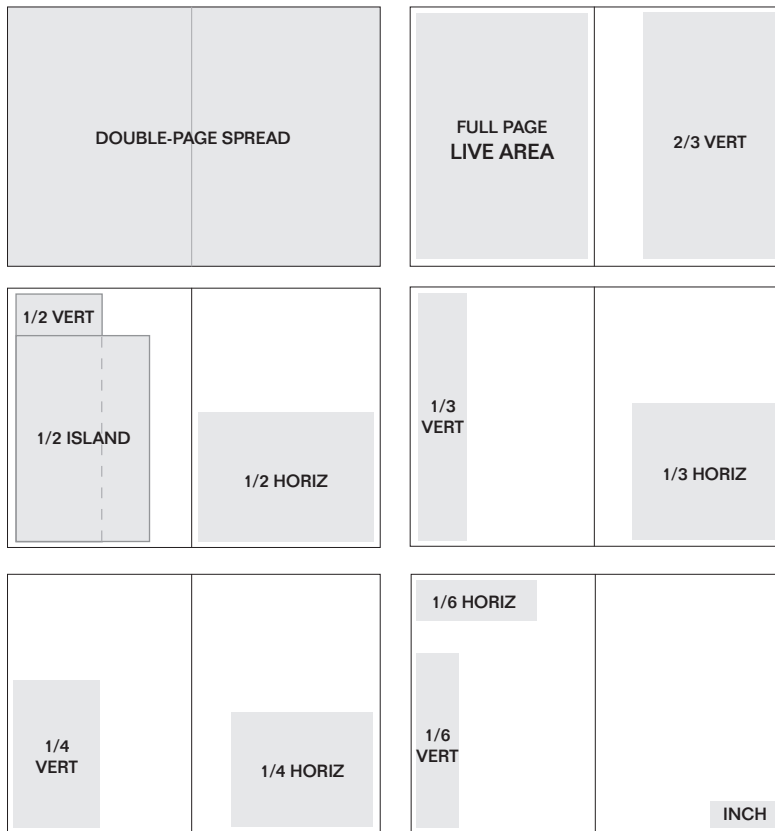 DOUBLE-PAGE SPREAD
FULL PAGE
LIVE AREA
2/3 VERT
1/2 VERT
1/2 ISLAND
1/2 HORIZ
1/3
VERT
1/3 HORIZ
1/4
VERT
1/4 HORIZ
1/6 HORIZ
1/6
VERT
INCH